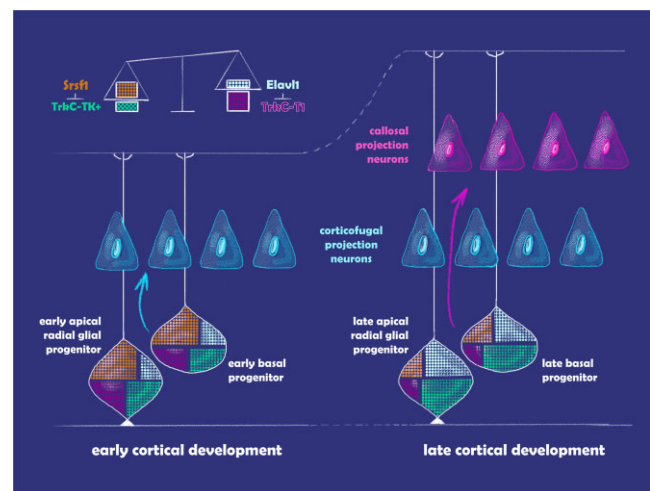 Srsf1
TrkC-TK+
Elavl1
TrkC-T1
callosal
projection
neurons
corticofugal
projection
neurons
early apical
radial glial
progenitor
early basal
progenitor
late apical
radial glial
progenitor
late basal
progenitor
early cortical development
late cortical development